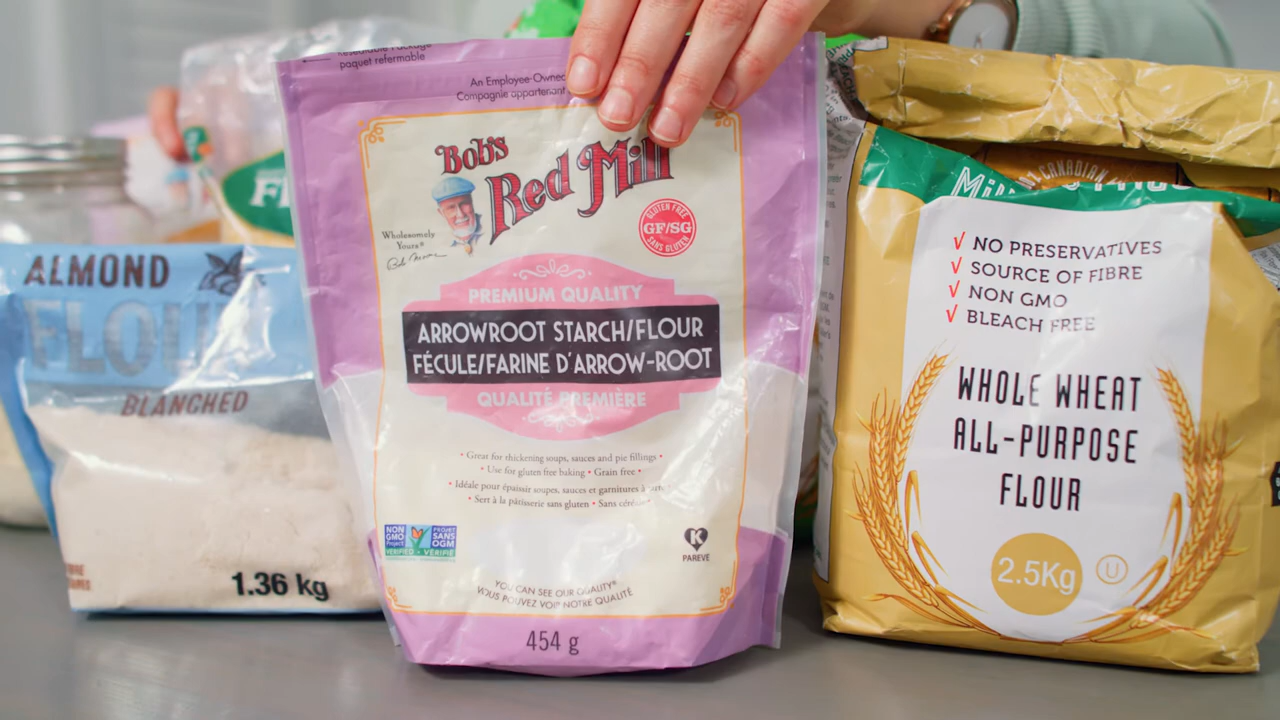 ALMOND
FLOUR
BLANCHED
1.36 kg
Resealable Package
paquet refermable
An Employee-Owned
Compagnie appartenant
Bob's
Red Mill
Wholesomely
Yours®
Bob Moore
GLUTEN FREE
GF/SG
SANS GLUTEN
PREMIUM QUALITY
ARROWROOT STARCH/FLOUR
FÉCULE/FARINE D'ARROW-ROOT
QUALITÉ PREMIÈRE
• Great for thickening soups, sauces and pie fillings •
• Use for gluten free baking • Grain free •
• Idéale pour épaissir soupes, sauces et garnitures à
• Sert à la pâtisserie sans gluten • Sans
NON
GMO
Project
VERIFIED
PROJET
SANS
OGM
VÉRIFIÉ
K
PAREVE
YOU CAN SEE OUR QUALITY®
VOUS POUVEZ VOIR NOTRE QUALITÉ
454 g
CANADIAN
√ NO PRESERVATIVES
√ SOURCE OF FIBRE
√ NON GMO
√ BLEACH FREE
WHOLE WHEAT
ALL-PURPOSE
FLOUR
2.5Kg
U